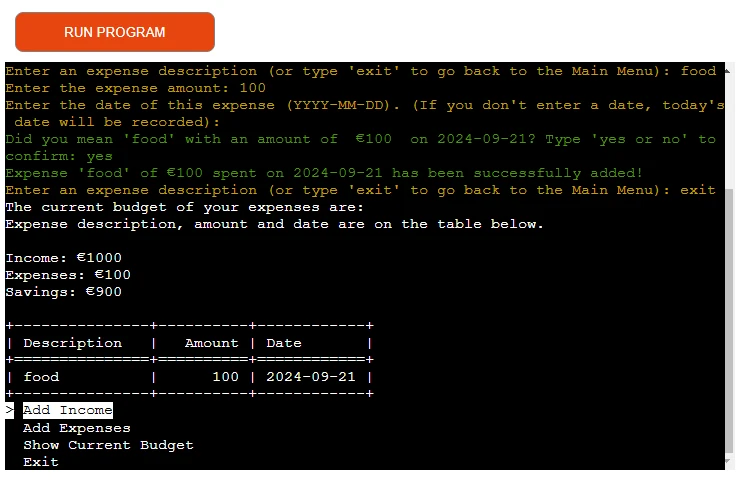 RUN PROGRAM
Enter an expense description (or type 'exit' to go back to the Main Menu): food
Enter the expense amount: 100
Enter the date of this expense (YYYY-MM-DD). (If you don't enter a date, today's
 date will be recorded):
Did you mean 'food' with an amount of  €100  on 2024-09-21? Type 'yes or no' to
confirm: yes
Expense 'food' of €100 spent on 2024-09-21 has been successfully added!
Enter an expense description (or type 'exit' to go back to the Main Menu): exit
The current budget of your expenses are:
Expense description, amount and date are on the table below.
Income: €1000
Expenses: €100
Savings: €900
+---------------+----------+------------+
| Description   |   Amount | Date       |
+===============+==========+============+
| food          |      100 | 2024-09-21 |
+---------------+----------+------------+
> Add Income
  Add Expenses
  Show Current Budget
  Exit